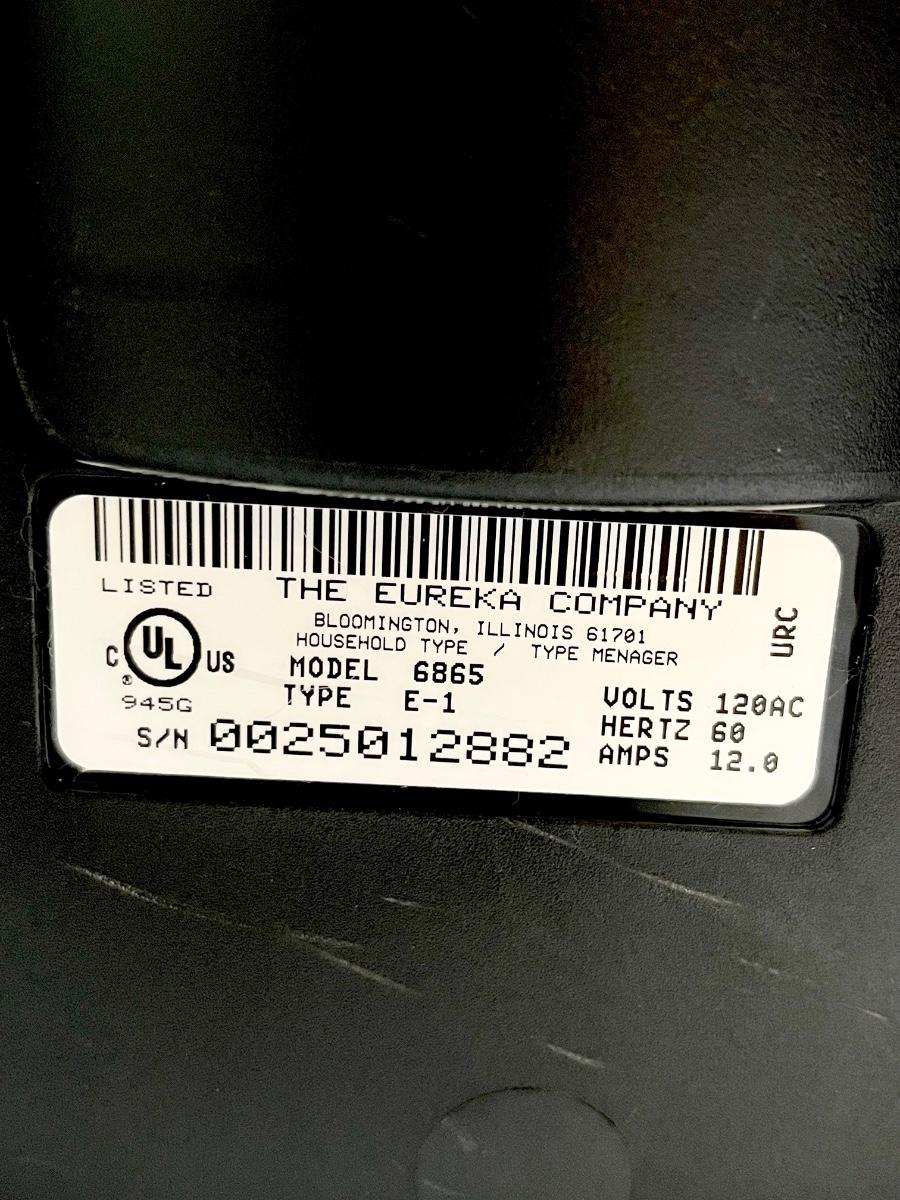 LISTED
THE EUREKA COMPANY
BLOOMINGTON, ILLINOIS 61701
HOUSEHOLD TYPE / TYPE MENAGER
URC
C UL US
®
945G
MODEL 6865
TYPE E-1
S/N 0025012882
VOLTS 120AC
HERTZ 60
AMPS 12.0